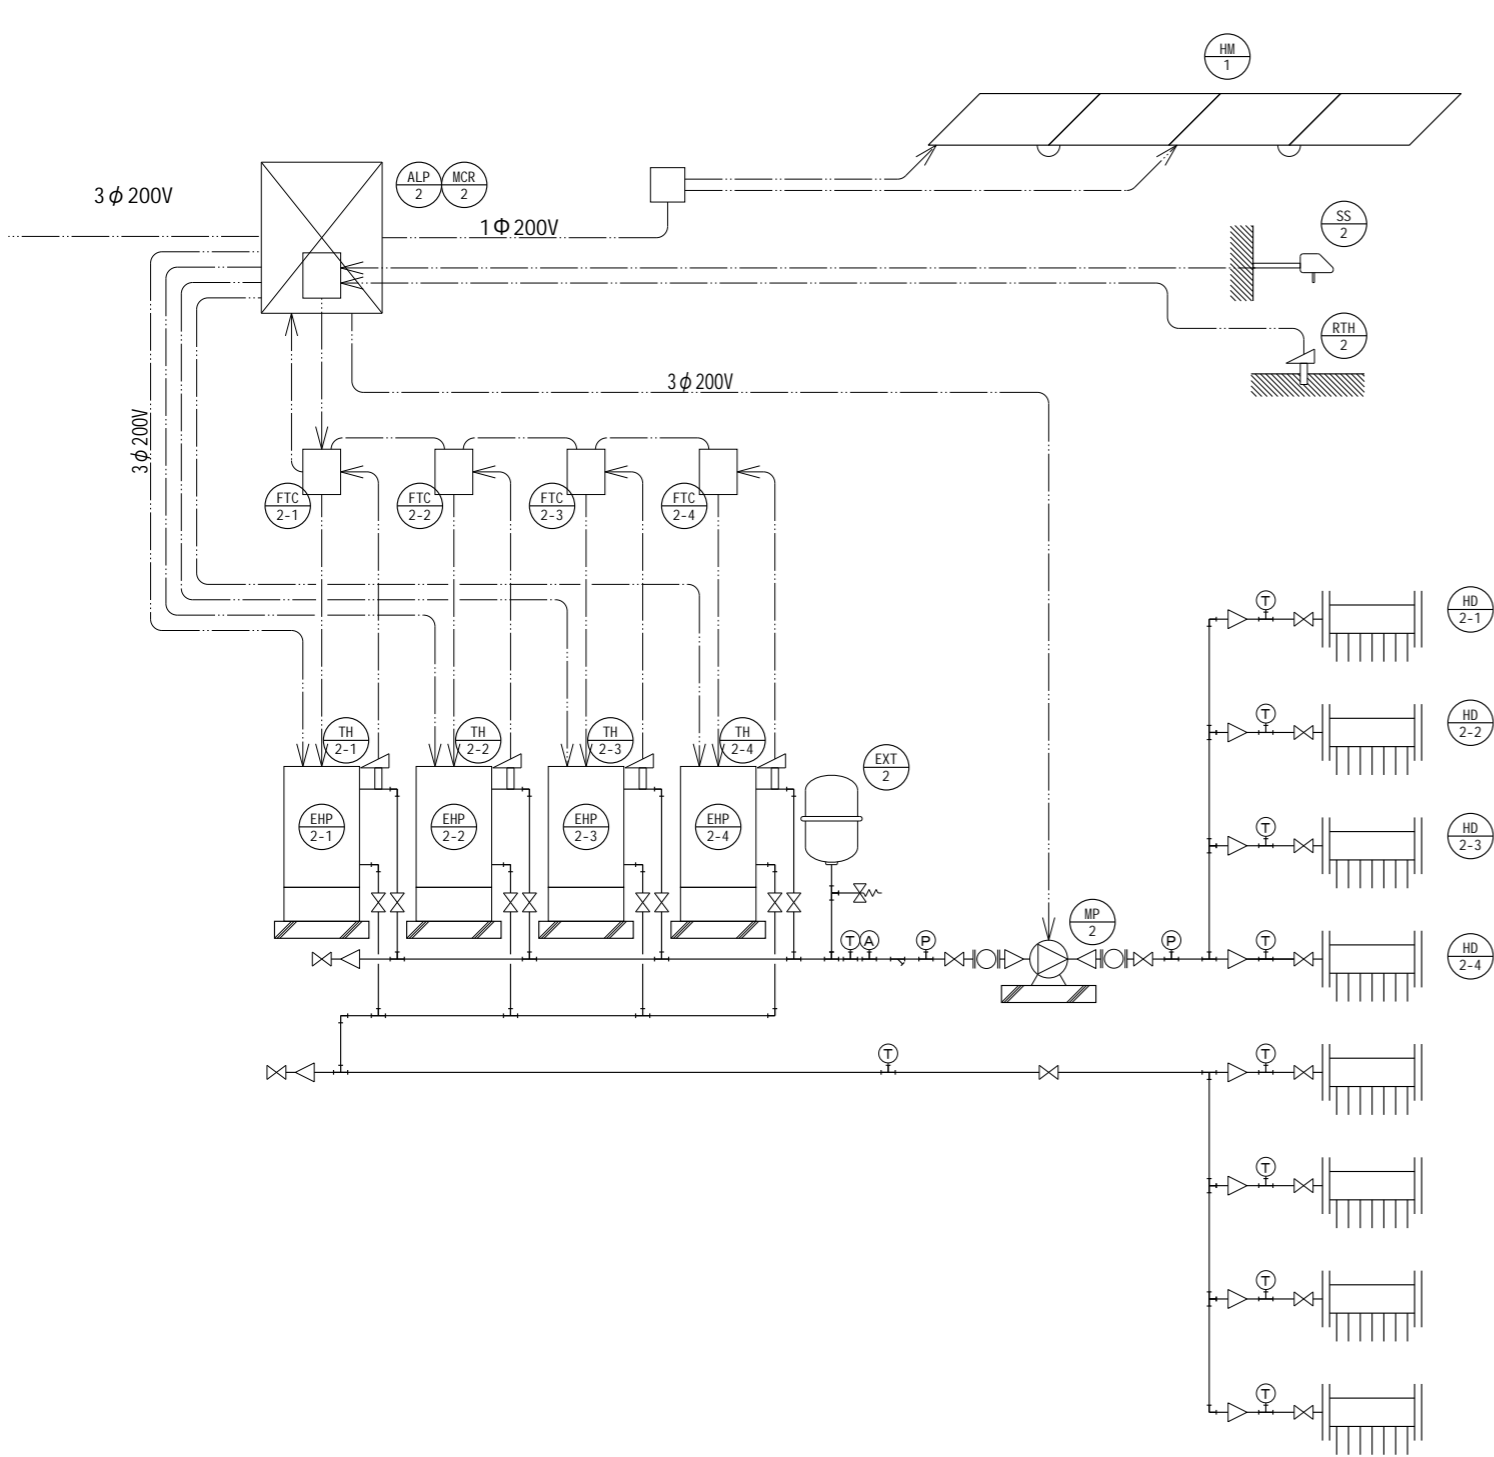 HM
1
3φ200V
ALP
2
MCR
2
1Φ200V
SS
2
RTH
2
3φ200V
3φ200V
FTC
2-1
FTC
2-2
FTC
2-3
FTC
2-4
T
HD
2-1
T
HD
2-2
TH
2-1
TH
2-2
TH
2-3
TH
2-4
EXT
2
EHP
2-1
EHP
2-2
EHP
2-3
EHP
2-4
T
HD
2-3
MP
2
T
A
P
P
T
HD
2-4
T
T
T
T
T